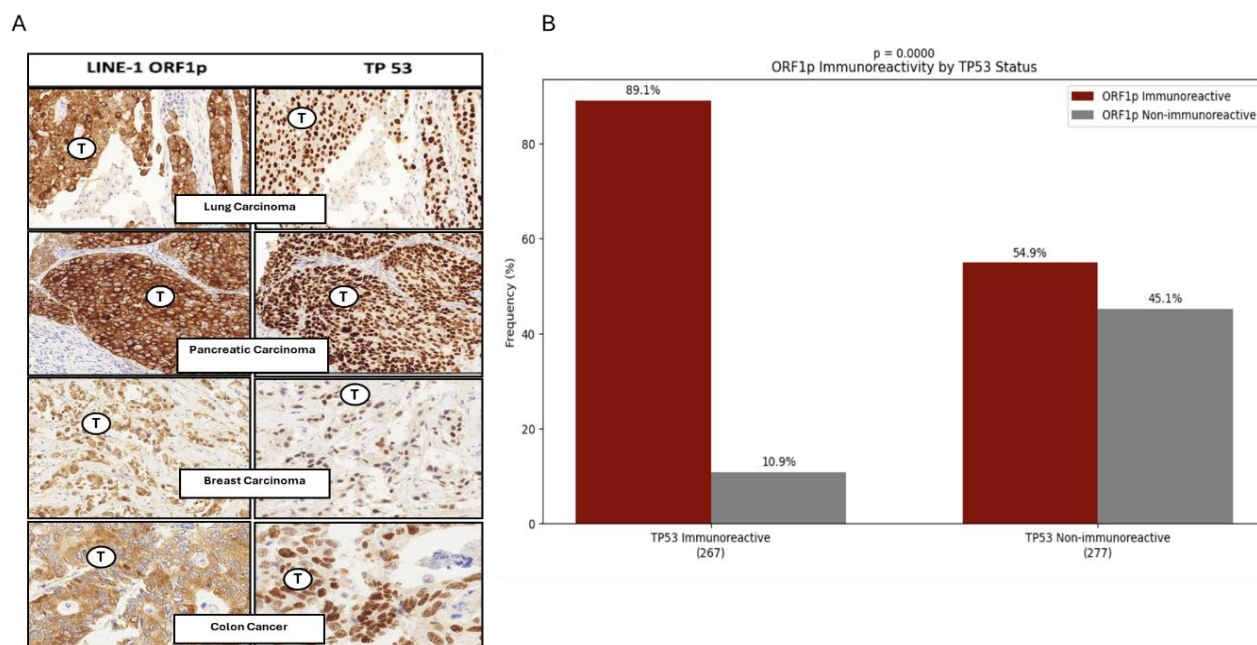 A
B
LINE-1 ORF1p
TP 53
T
T
Lung Carcinoma
T
T
Pancreatic Carcinoma
T
T
Breast Carcinoma
T
T
Colon Cancer
p = 0.0000
ORF1p Immunoreactivity by TP53 Status
89.1%
ORF1p Immunoreactive
ORF1p Non-immunoreactive
80
60
54.9%
45.1%
Frequency (%)
40
20
10.9%
0
TP53 Immunoreactive
(267)
TP53 Non-immunoreactive
(277)